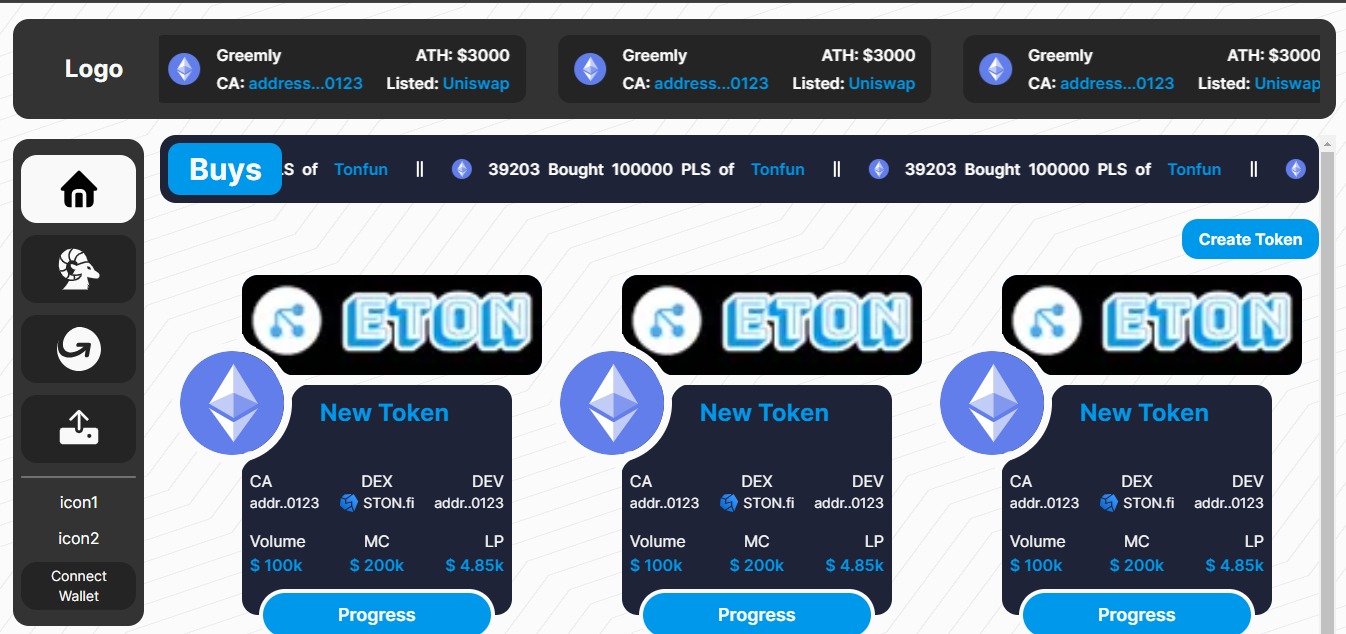 Logo
Greemly ATH: $3000
CA: address...0123 Listed: Uniswap
Greemly ATH: $3000
CA: address...0123 Listed: Uniswap
Greemly ATH: $3000
CA: address...0123 Listed: Uniswap
Buys LS of Tonfun || 39203 Bought 100000 PLS of Tonfun || 39203 Bought 100000 PLS of Tonfun ||
Create Token
icon1
icon2
Connect
Wallet
ETON
New Token
CA DEX DEV
addr..0123 STON.fi addr..0123
Volume MC LP
$ 100k $ 200k $ 4.85k
Progress
ETON
New Token
CA DEX DEV
addr..0123 STON.fi addr..0123
Volume MC LP
$ 100k $ 200k $ 4.85k
Progress
ETON
New Token
CA DEX DEV
addr..0123 STON.fi addr..0123
Volume MC LP
$ 100k $ 200k $ 4.85k
Progress